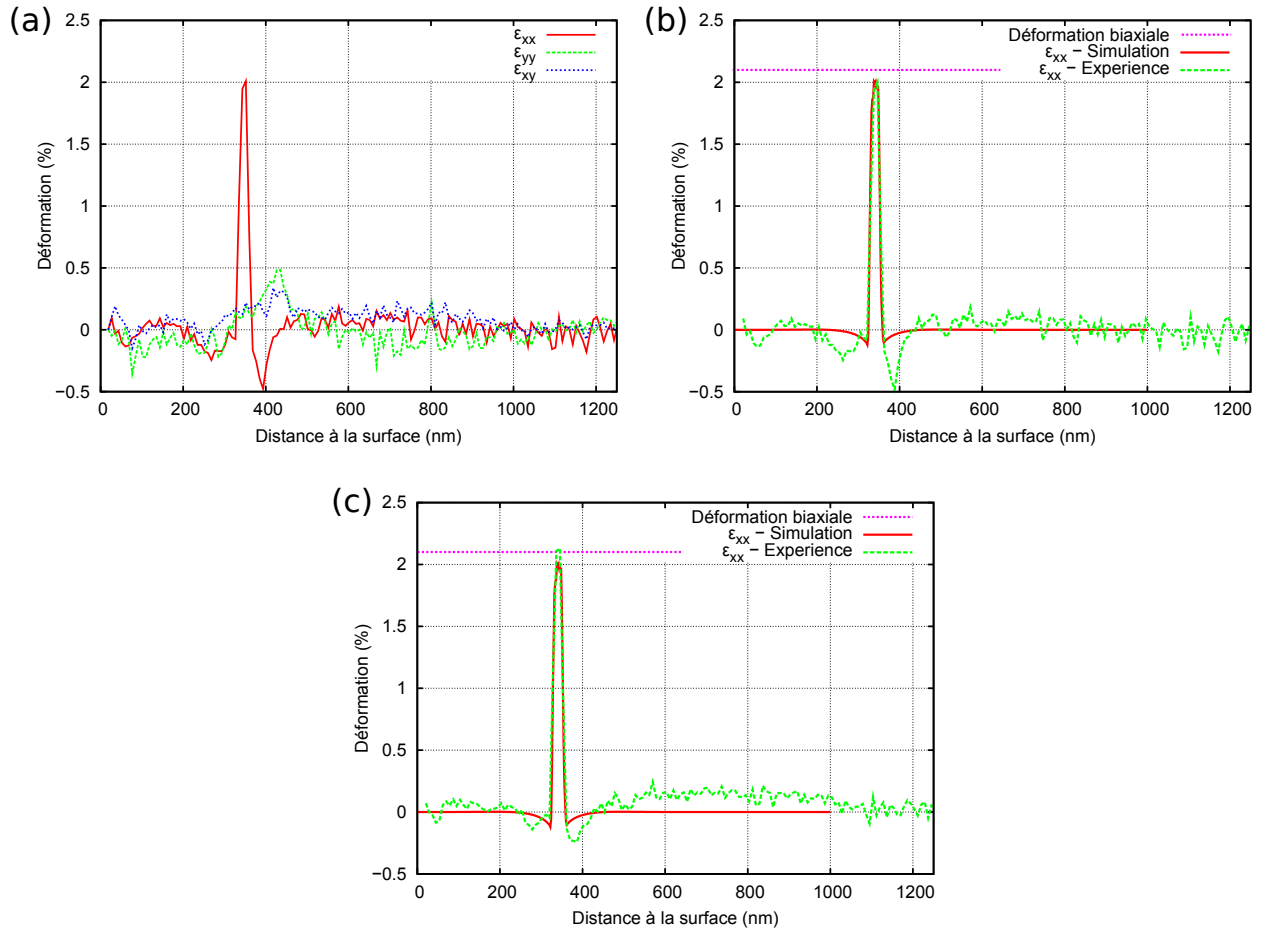 (a)
2.5
2
1.5
1
0.5
0
−0.5
0 200 400 600 800 1000 1200
Déformation (%)
Distance à la surface (nm)
εxx
εyy
εxy
(b)
2.5
2
1.5
1
0.5
0
−0.5
0 200 400 600 800 1000 1200
Déformation (%)
Distance à la surface (nm)
Déformation biaxiale
εxx − Simulation
εxx − Experience
(c)
2.5
2
1.5
1
0.5
0
−0.5
0 200 400 600 800 1000 1200
Déformation (%)
Distance à la surface (nm)
Déformation biaxiale
εxx − Simulation
εxx − Experience